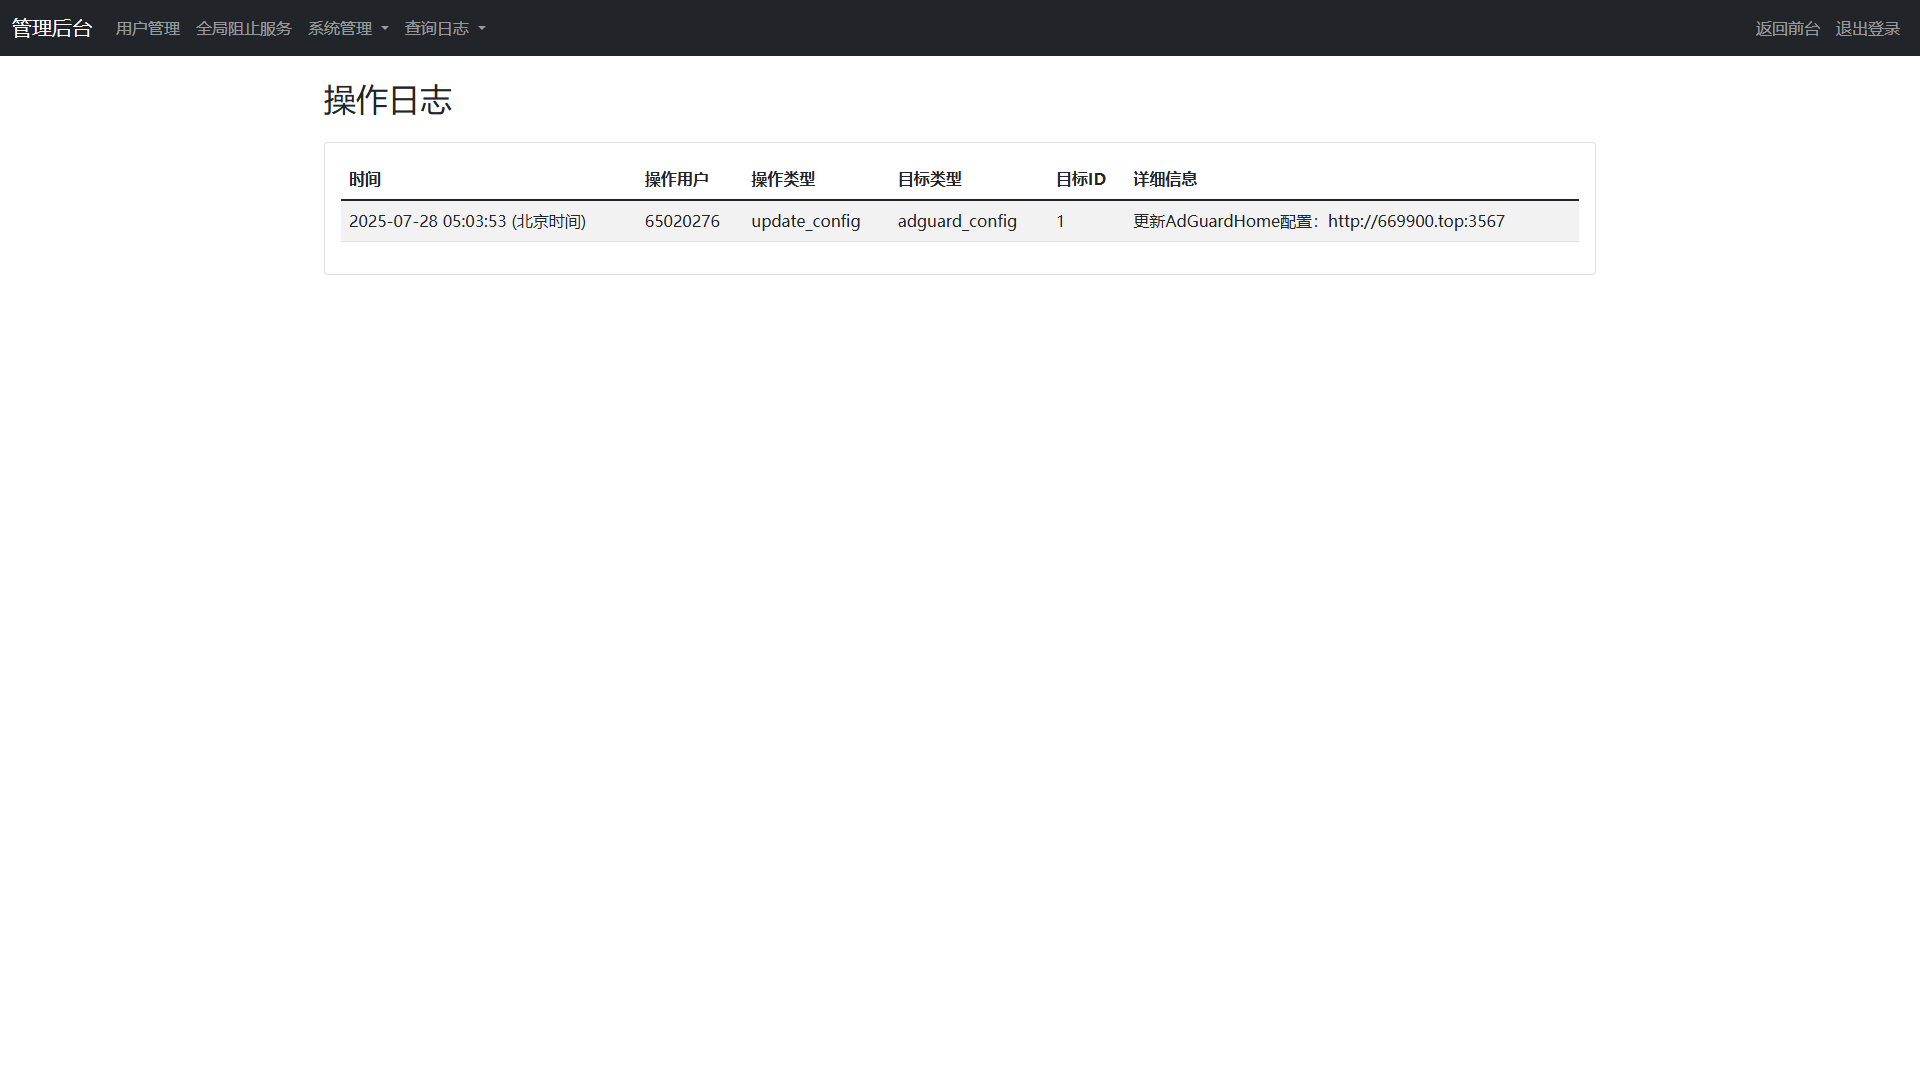 管理后台 用户管理 全局阻止服务 系统管理 查询日志 返回前台 退出登录
操作日志
时间 操作用户 操作类型 目标类型 目标ID 详细信息
2025-07-28 05:03:53 (北京时间) 65020276 update_config adguard_config 1 更新AdGuardHome配置：http://669900.top:3567